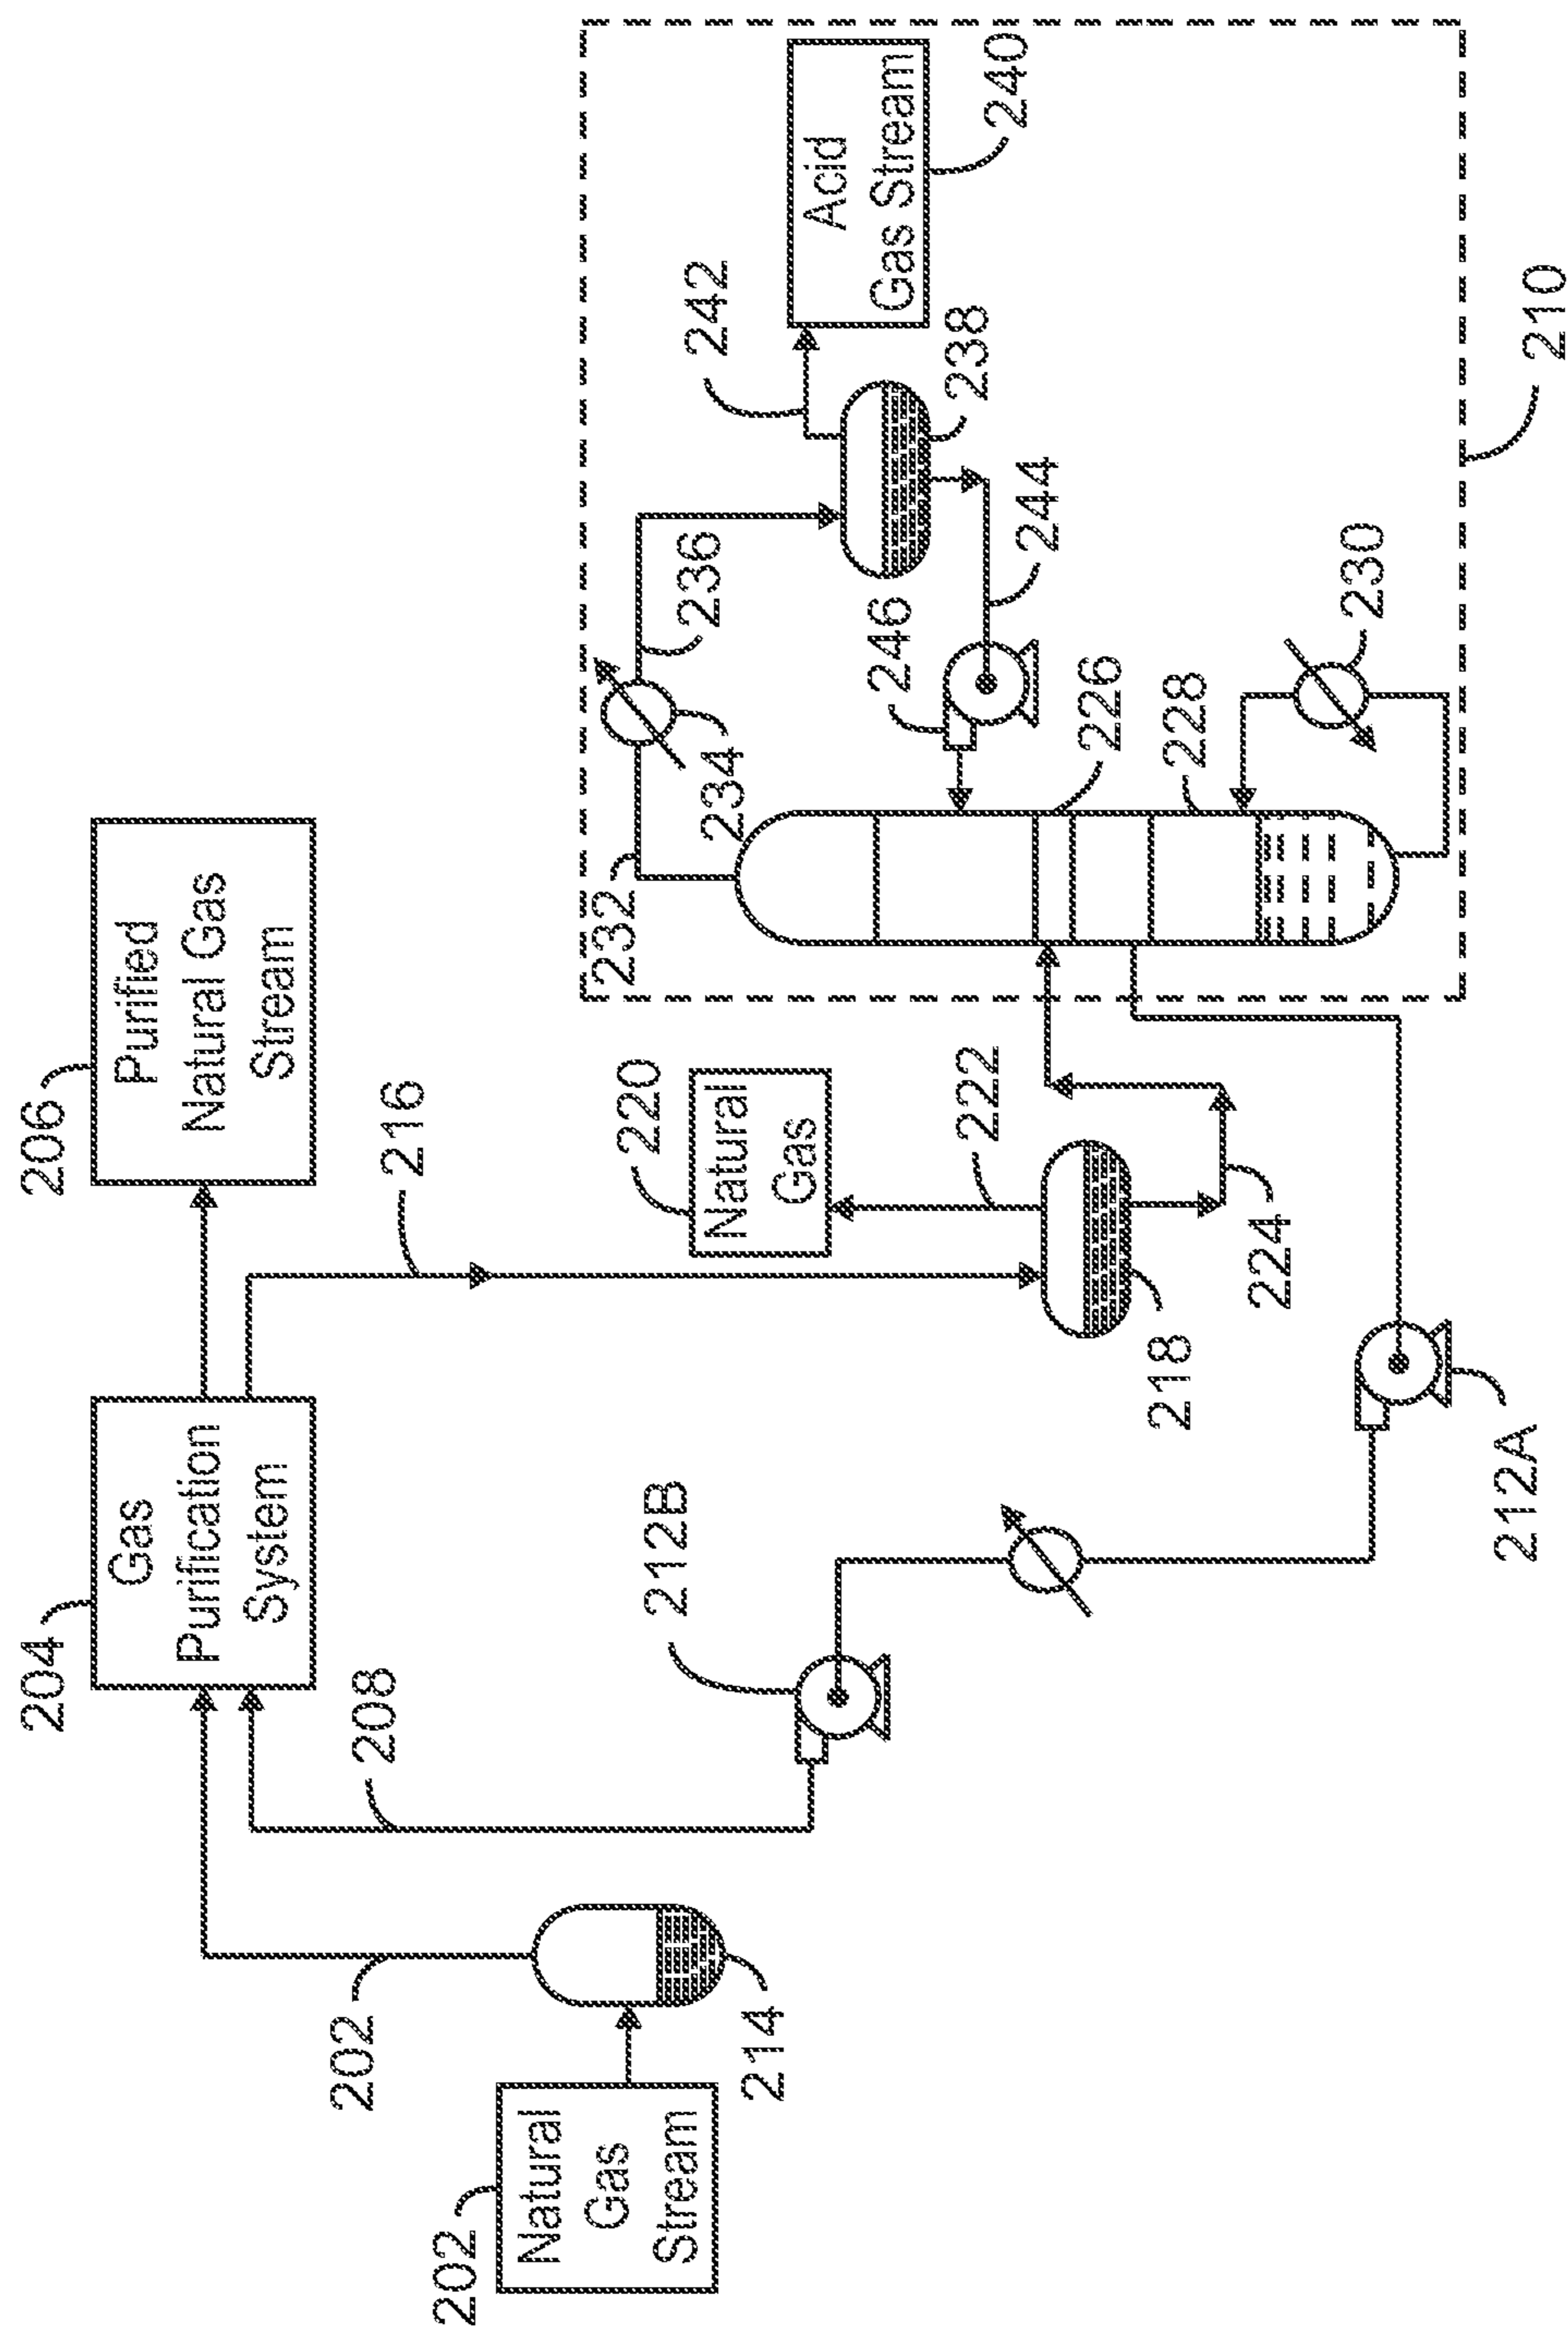 206
Purified
Natural Gas
Stream
204
Gas
Purification
System
216
202
208
202
Natural
Gas
Stream
214
212B
212A
220
Natural
Gas
222
218
224
232
234
236
242
Acid
Gas Stream
240
238
246
244
226
228
230
210